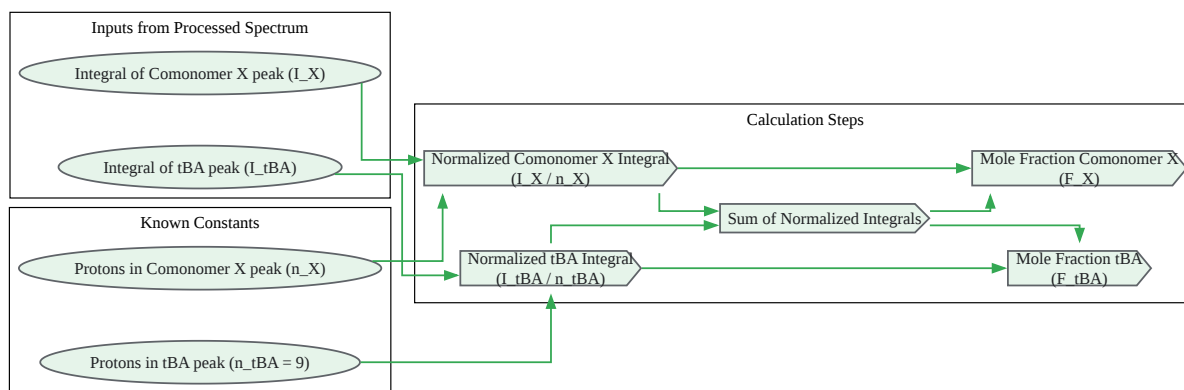 Inputs from Processed Spectrum
Integral of Comonomer X peak (I_X)
Integral of tBA peak (I_tBA)
Known Constants
Protons in Comonomer X peak (n_X)
Protons in tBA peak (n_tBA = 9)
Calculation Steps
Normalized Comonomer X Integral
(I_X / n_X)
Mole Fraction Comonomer X
(F_X)
Sum of Normalized Integrals
Normalized tBA Integral
(I_tBA / n_tBA)
Mole Fraction tBA
(F_tBA)